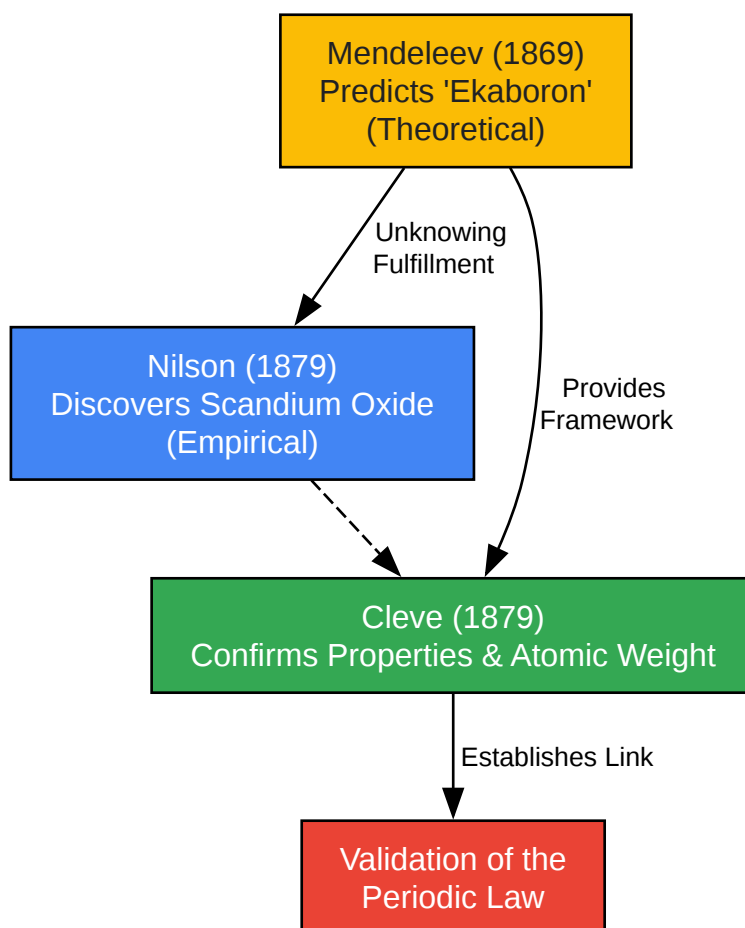 Mendeleev (1869)
Predicts 'Ekaboron'
(Theoretical)
Unknowing
Fulfillment
Nilson (1879)
Discovers Scandium Oxide
(Empirical)
Provides
Framework
Cleve (1879)
Confirms Properties & Atomic Weight
Establishes Link
Validation of the
Periodic Law